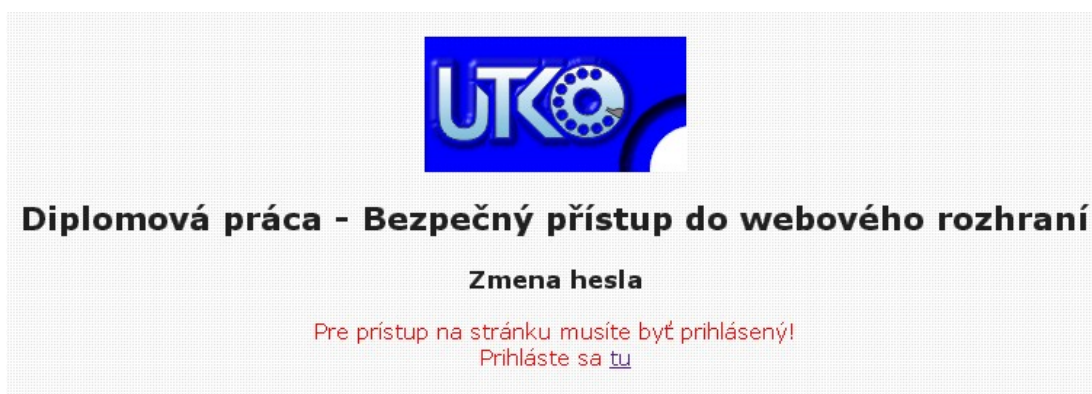 UTKO
Diplomová práca - Bezpečný přístup do webového rozhraní
Zmena hesla
Pre prístup na stránku musíte byť prihlásený!
Prihláste sa tu